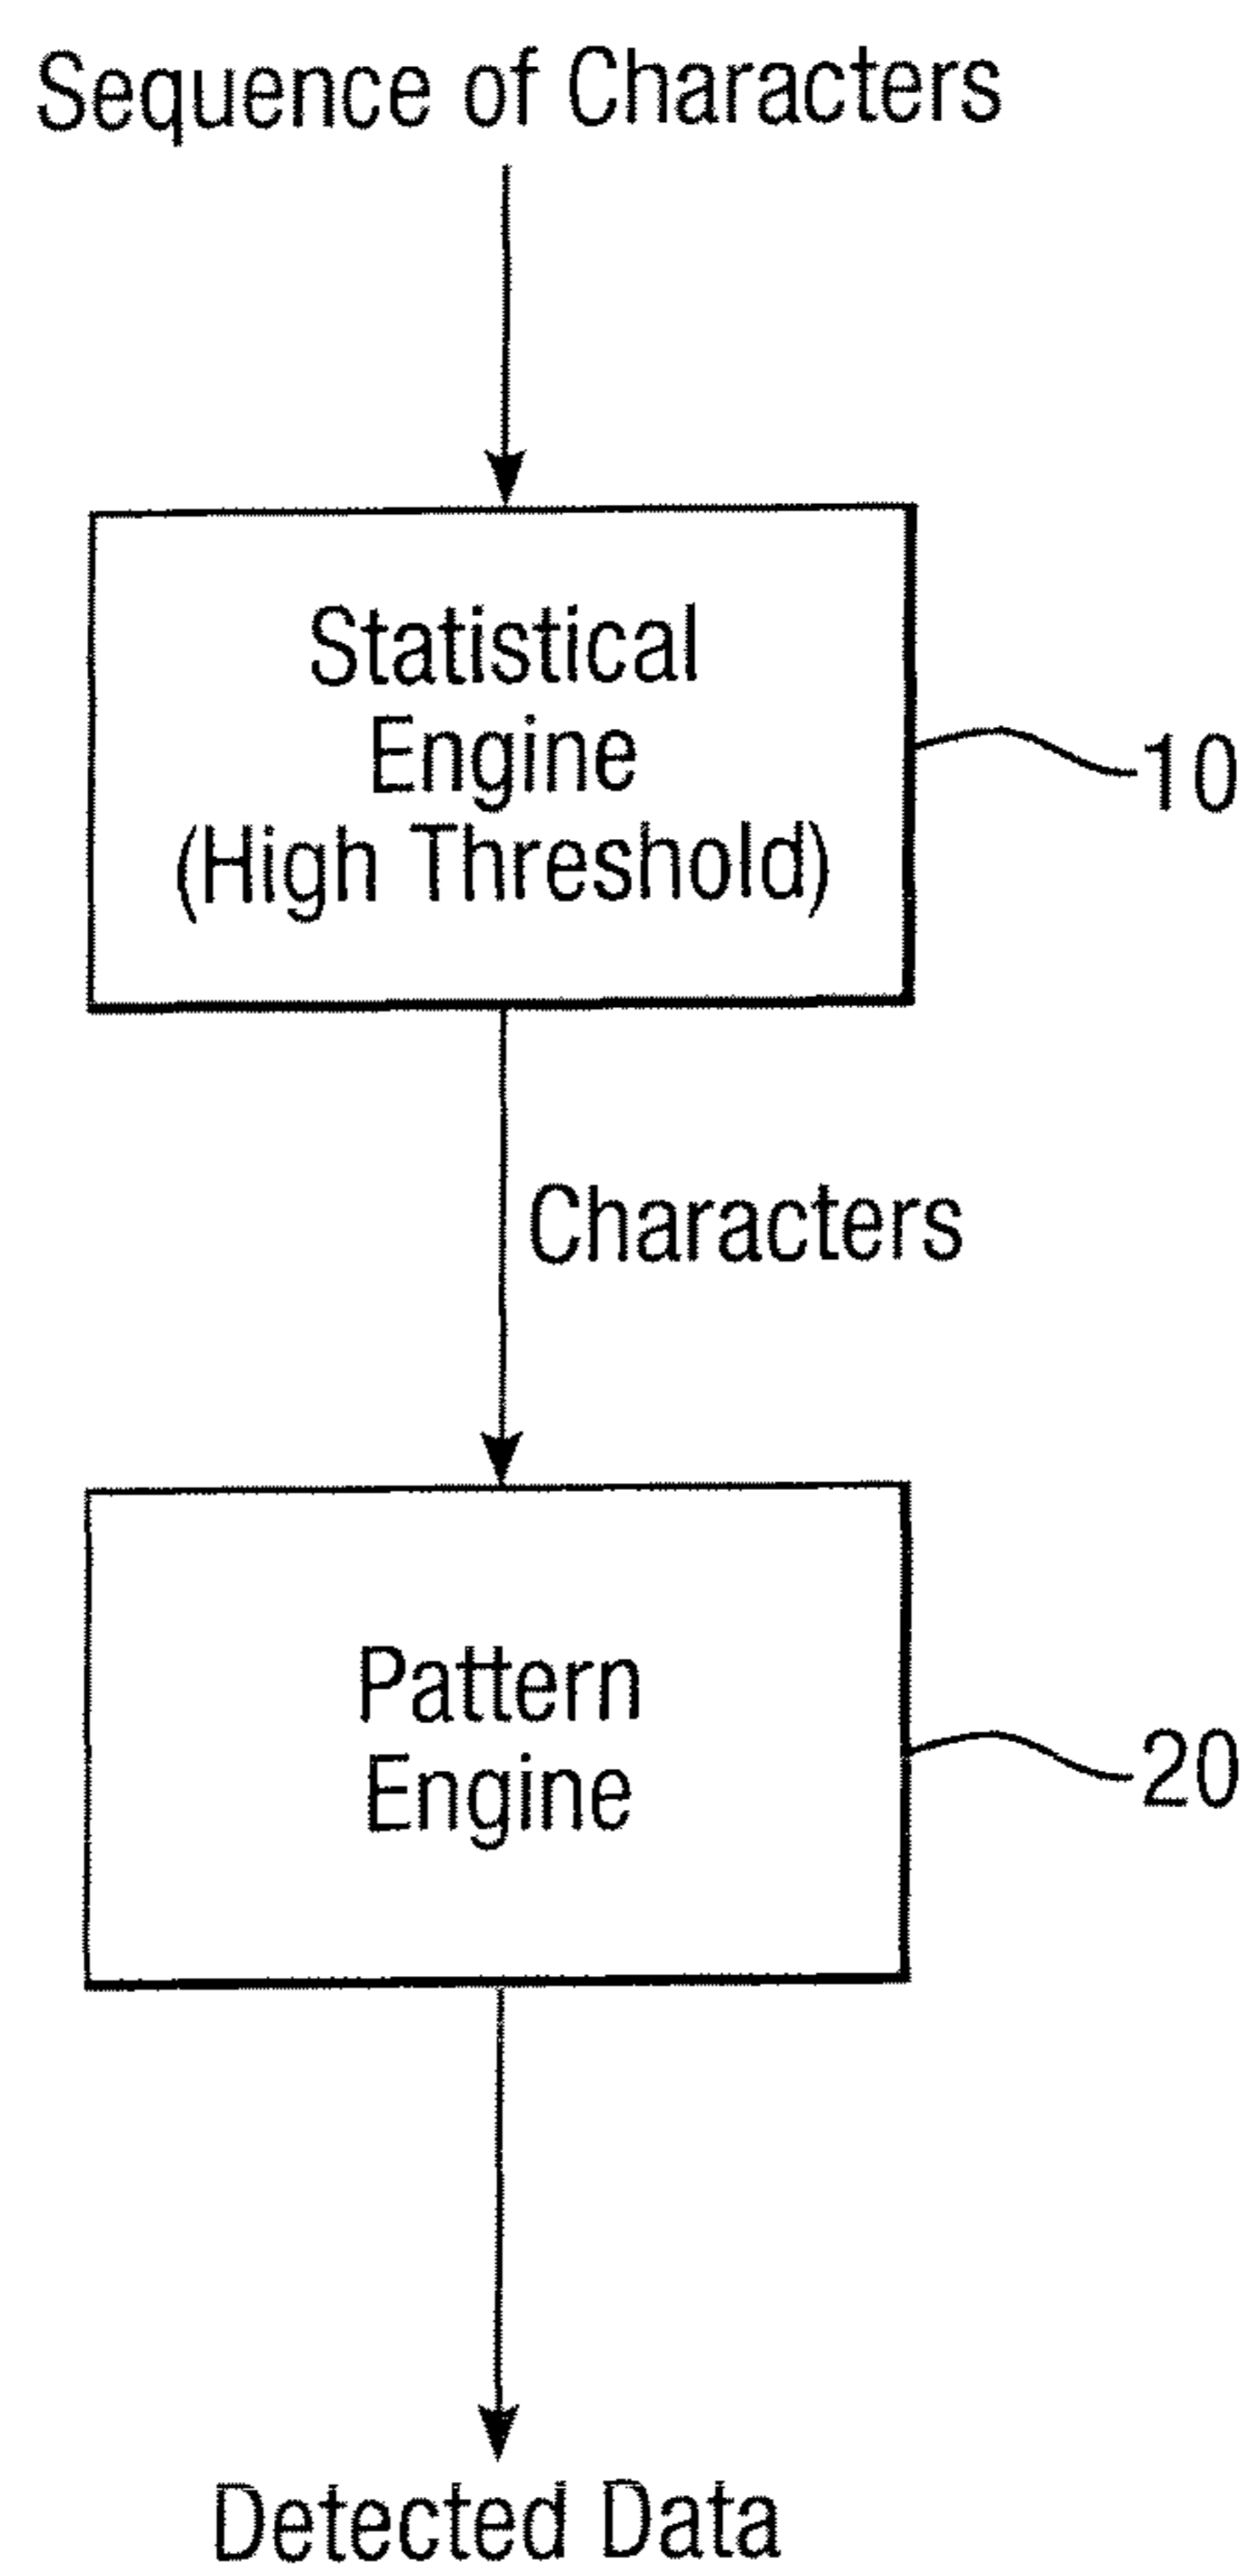 Sequence of Characters
Statistical
Engine
(High Threshold)
10
Characters
Pattern
Engine
20
Detected Data